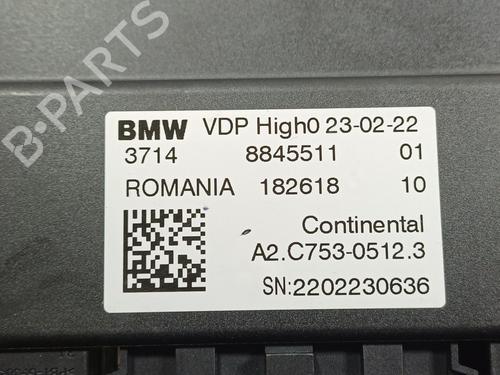 BMW VDP High0 23-02-22
3714 8845511 01
ROMANIA 182618 10
Continental
A2.C753-0512.3
SN:2202230636
B-Parts